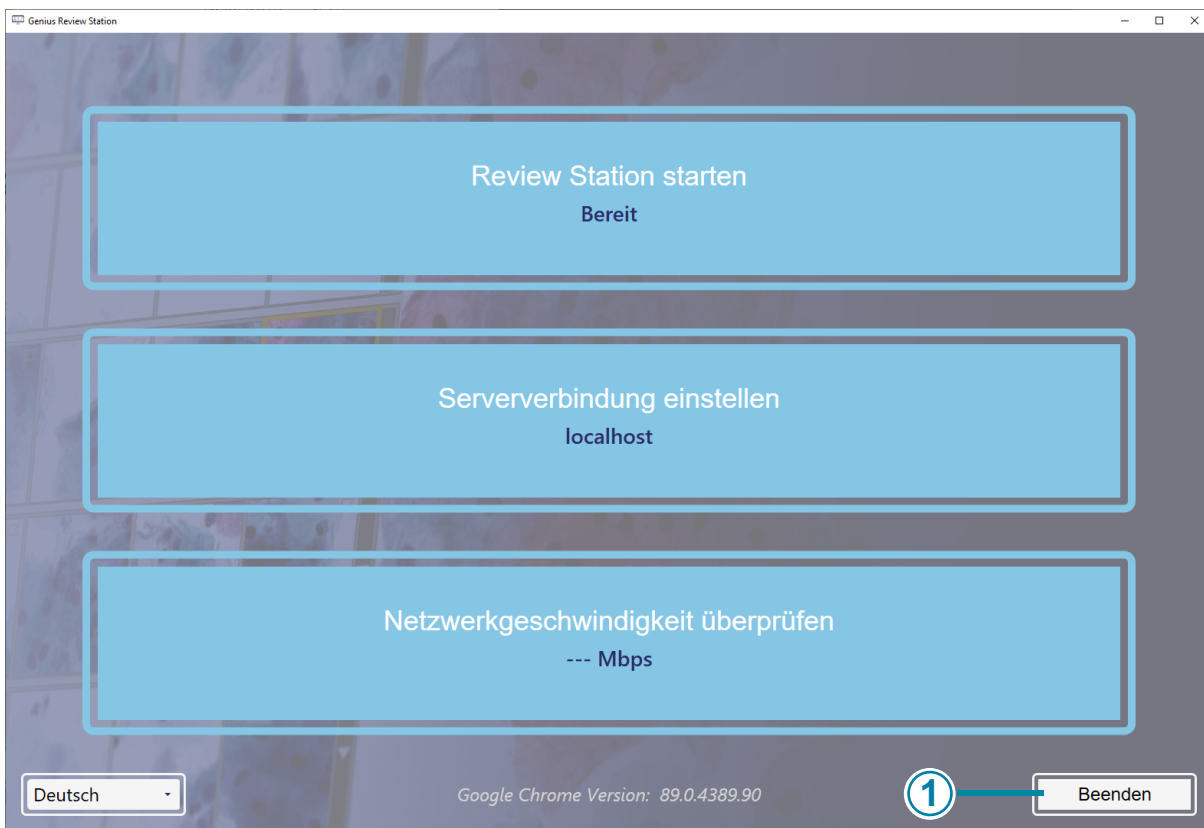 Genius Review Station
Review Station starten
Bereit
Serververbindung einstellen
localhost
Netzwerkgeschwindigkeit überprüfen
--- Mbps
Deutsch
Google Chrome Version: 89.0.4389.90
1
Beenden